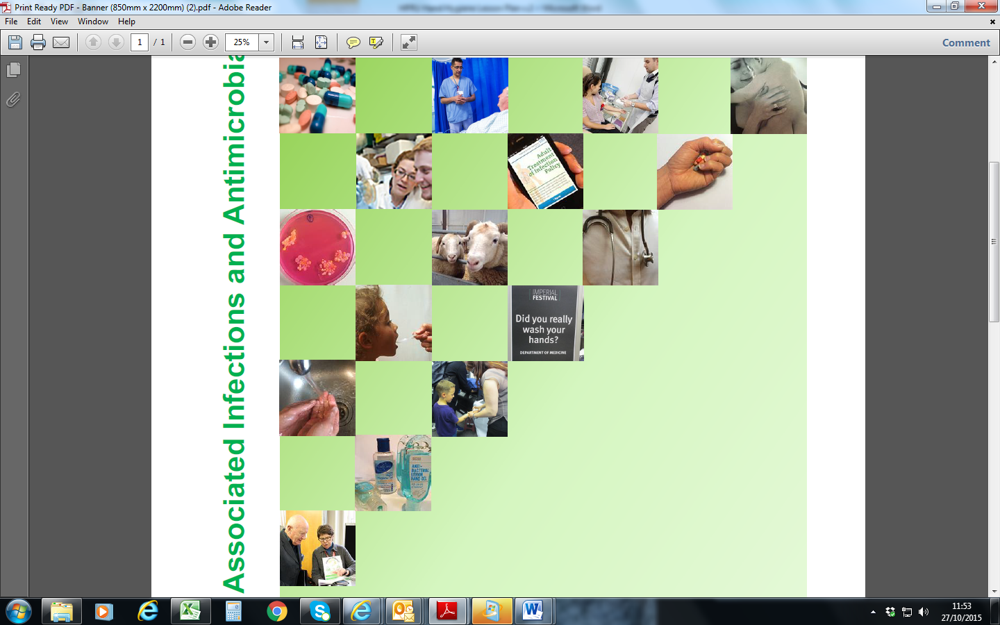 Print Ready PDF - Banner (850mm x 2200mm) (2).pdf - Adobe Reader
File Edit View Window Help
1 / 1
25%
Comment
Associated Infections and Antimicrobia
Adult
Treatment
of Infection
Policy
IMPERIAL
FESTIVAL
Did you really
wash your
hands?
DEPARTMENT OF MEDICINE
ANTI-
BACTERIAL
LEMON
HAND GEL
11:53
27/10/2015